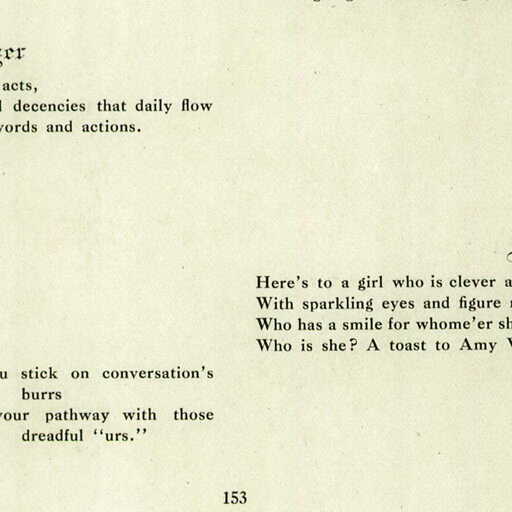 acts,
decencies that daily flow
words and actions.
stick on conversation's
burrs
your pathway with those
dreadful "urs."
Here's to a girl who is clever a
With sparkling eyes and figure
Who has a smile for whome'er sh
Who is she? A toast to Amy
153